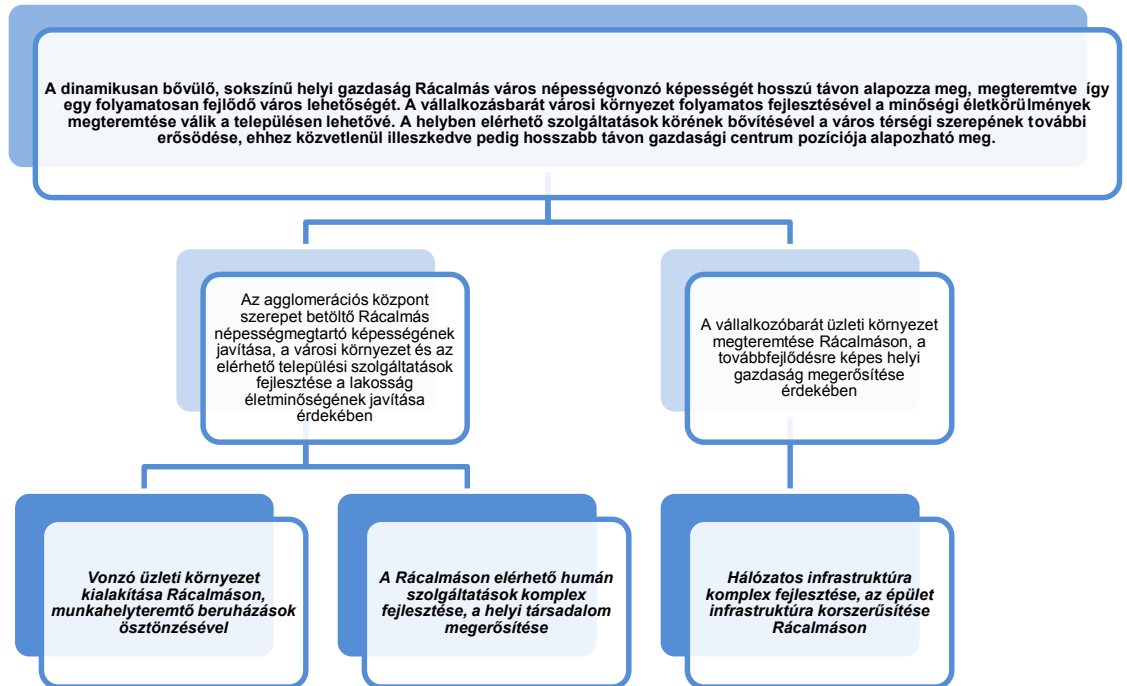 A dinamikusan bővülő, sokszínű helyi gazdaság Rácalmás város népességvonzó képességét hosszú távon alapozza meg, megteremtve így
egy folyamatosan fejlődő város lehetőségét. A vállalkozásbarát városi környezet folyamatos fejlesztésével a minőségi életkörülmények
megteremtése válik a településen lehetővé. A helyben elérhető szolgáltatások körének bővítésével a város térségi szerepének további
erősödése, ehhez közvetlenül illeszkedve pedig hosszabb távon gazdasági centrum pozíciója alapozható meg.
Az agglomerációs központ
szerepet betöltő Rácalmás
népességmegtartó képességének
javítása, a városi környezet és az
elérhető települési szolgáltatások
fejlesztése a lakosság
életminőségének javítása
érdekében
A vállalkozóbarát üzleti környezet
megteremtése Rácalmáson, a
továbbfejlődésre képes helyi
gazdaság megerősítése
érdekében
Vonzó üzleti környezet
kialakítása Rácalmáson,
munkahelyteremtő beruházások
ösztönzésével
A Rácalmáson elérhető humán
szolgáltatások komplex
fejlesztése, a helyi társadalom
megerősítése
Hálózatos infrastruktúra
komplex fejlesztése, az épület
infrastruktúra korszerűsítése
Rácalmáson